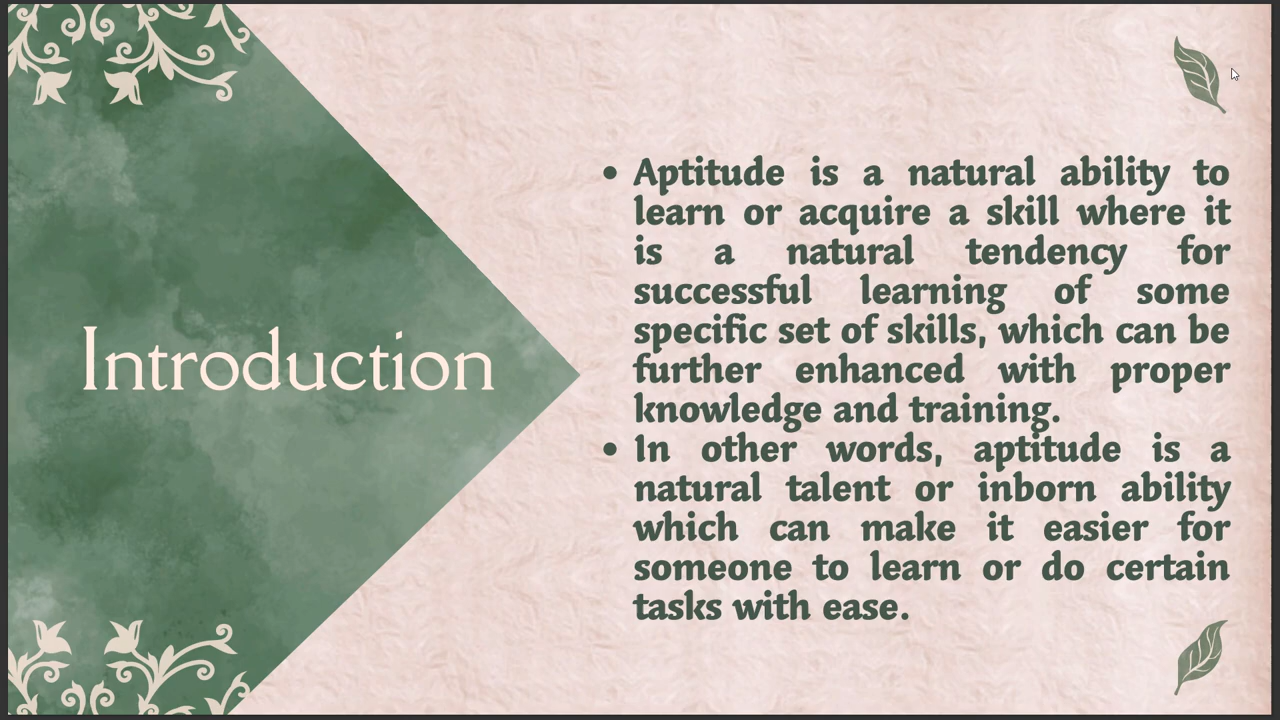 Introduction
• Aptitude is a natural ability to
learn or acquire a skill where it
is a natural tendency for
successful learning of some
specific set of skills, which can be
further enhanced with proper
knowledge and training.
• In other words, aptitude is a
natural talent or inborn ability
which can make it easier for
someone to learn or do certain
tasks with ease.